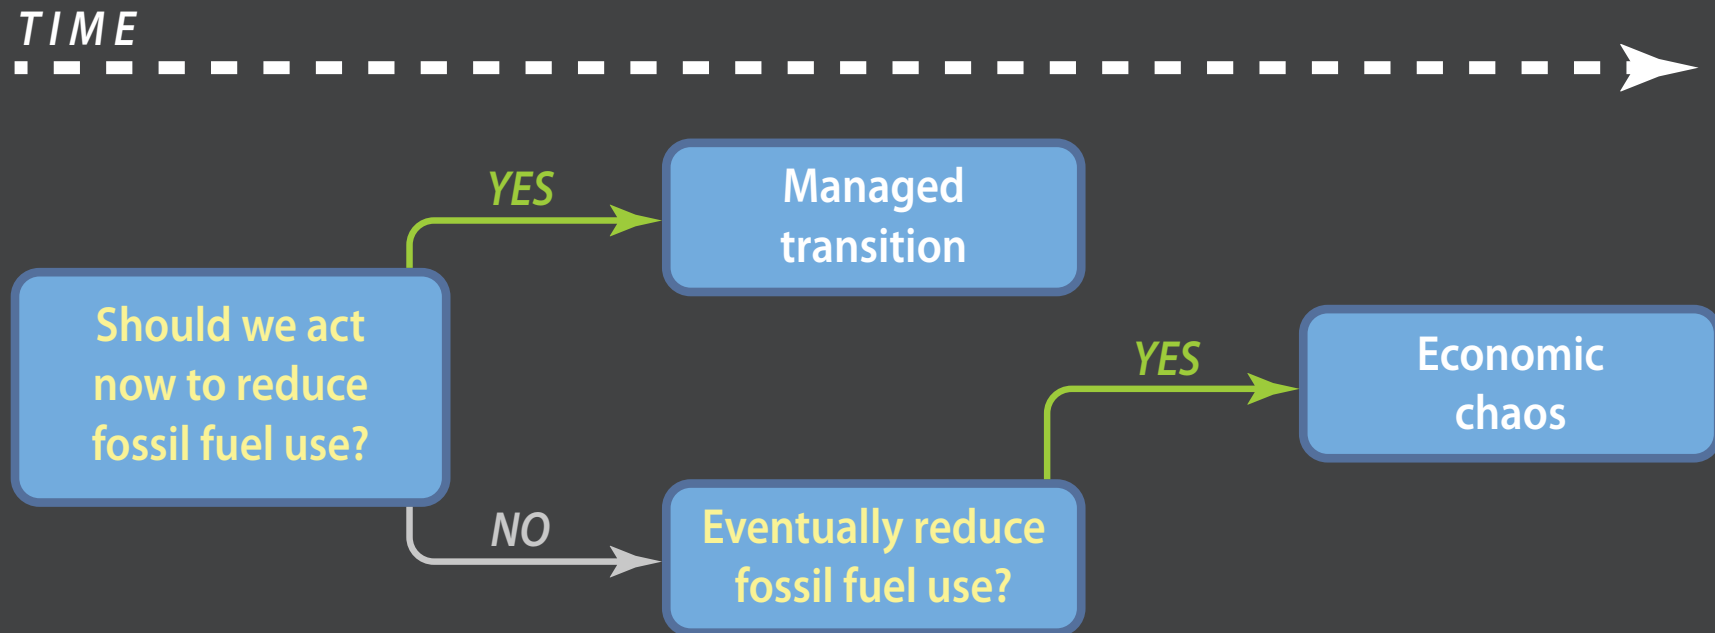 TIME
YES
Managed
transition
Should we act
now to reduce
fossil fuel use?
YES
Economic
chaos
NO
Eventually reduce
fossil fuel use?